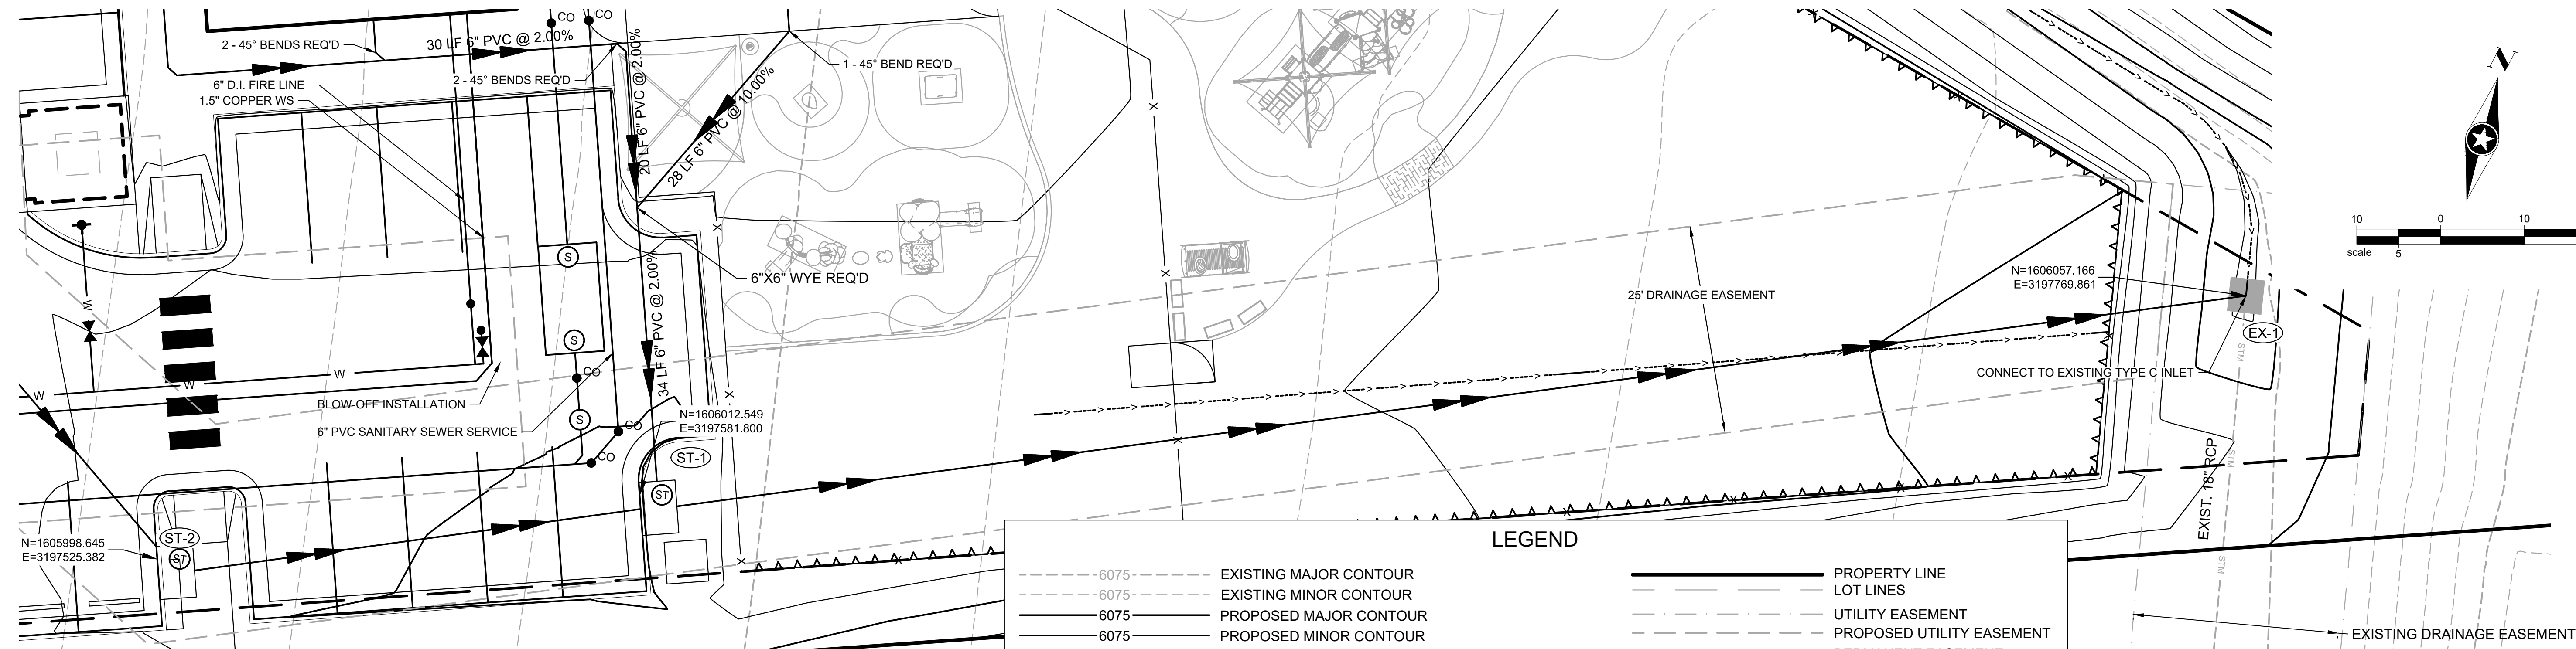 CO
CO
2 - 45° BENDS REQ'D
30 LF 6" PVC @ 2.00%
2 - 45° BENDS REQ'D
20 LF 6" PVC @ 2.00%
1 - 45° BEND REQ'D
28 LF 6" PVC @ 10.00%
6" D.I. FIRE LINE
1.5" COPPER WS
N
10
0
10
scale
5
S
6"X6" WYE REQ'D
34 LF 6" PVC @ 2.00%
25' DRAINAGE EASEMENT
N=1606057.166
E=3197769.861
EX-1
STM
CONNECT TO EXISTING TYPE C INLET
W
S
W
CO
W
W
BLOW-OFF INSTALLATION
S
6" PVC SANITARY SEWER SERVICE
CO
N=1606012.549
E=3197581.800
CO
ST-1
ST
EXIST. 18" RCP
STM
STM
ST-2
ST
N=1605998.645
E=3197525.382
X
X
X
X
X
X
X
X
X
X
X
X
LEGEND
6075
EXISTING MAJOR CONTOUR
6075
EXISTING MINOR CONTOUR
6075
PROPOSED MAJOR CONTOUR
6075
PROPOSED MINOR CONTOUR
PROPERTY LINE
LOT LINES
UTILITY EASEMENT
PROPOSED UTILITY EASEMENT
EXISTING DRAINAGE EASEMENT